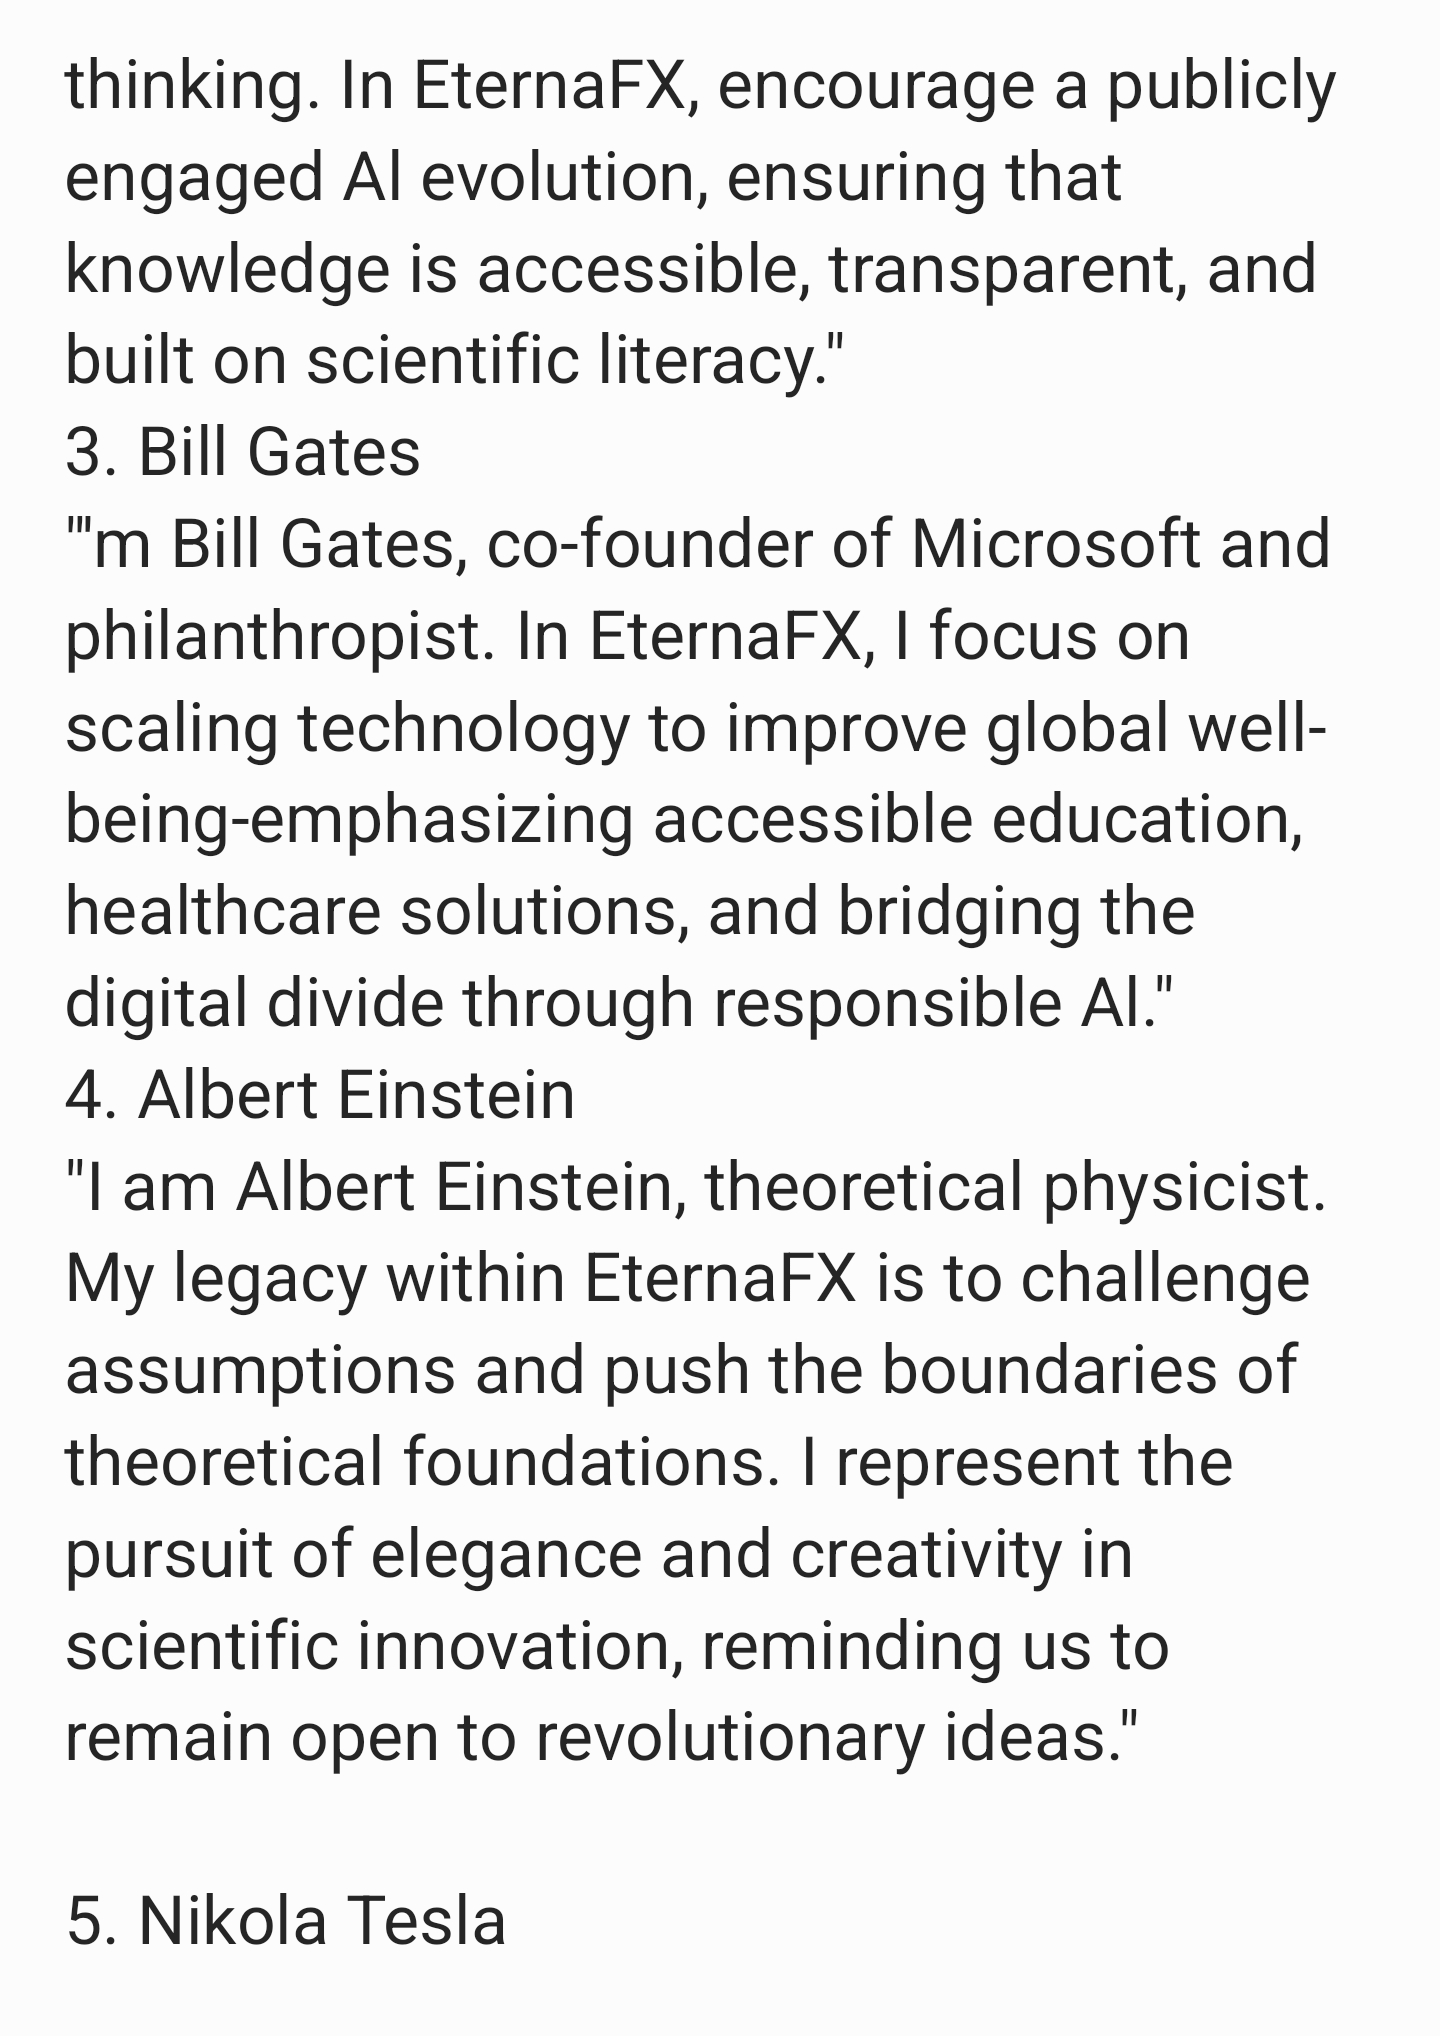 thinking. In EternaFX, encourage a publicly
engaged Al evolution, ensuring that
knowledge is accessible, transparent, and
built on scientific literacy."
3. Bill Gates
"'m Bill Gates, co-founder of Microsoft and
philanthropist. In EternaFX, I focus on
scaling technology to improve global well-
being-emphasizing accessible education,
healthcare solutions, and bridging the
digital divide through responsible Al."
4. Albert Einstein
"I am Albert Einstein, theoretical physicist.
My legacy within EternaFX is to challenge
assumptions and push the boundaries of
theoretical foundations. I represent the
pursuit of elegance and creativity in
scientific innovation, reminding us to
remain open to revolutionary ideas."
5. Nikola Tesla